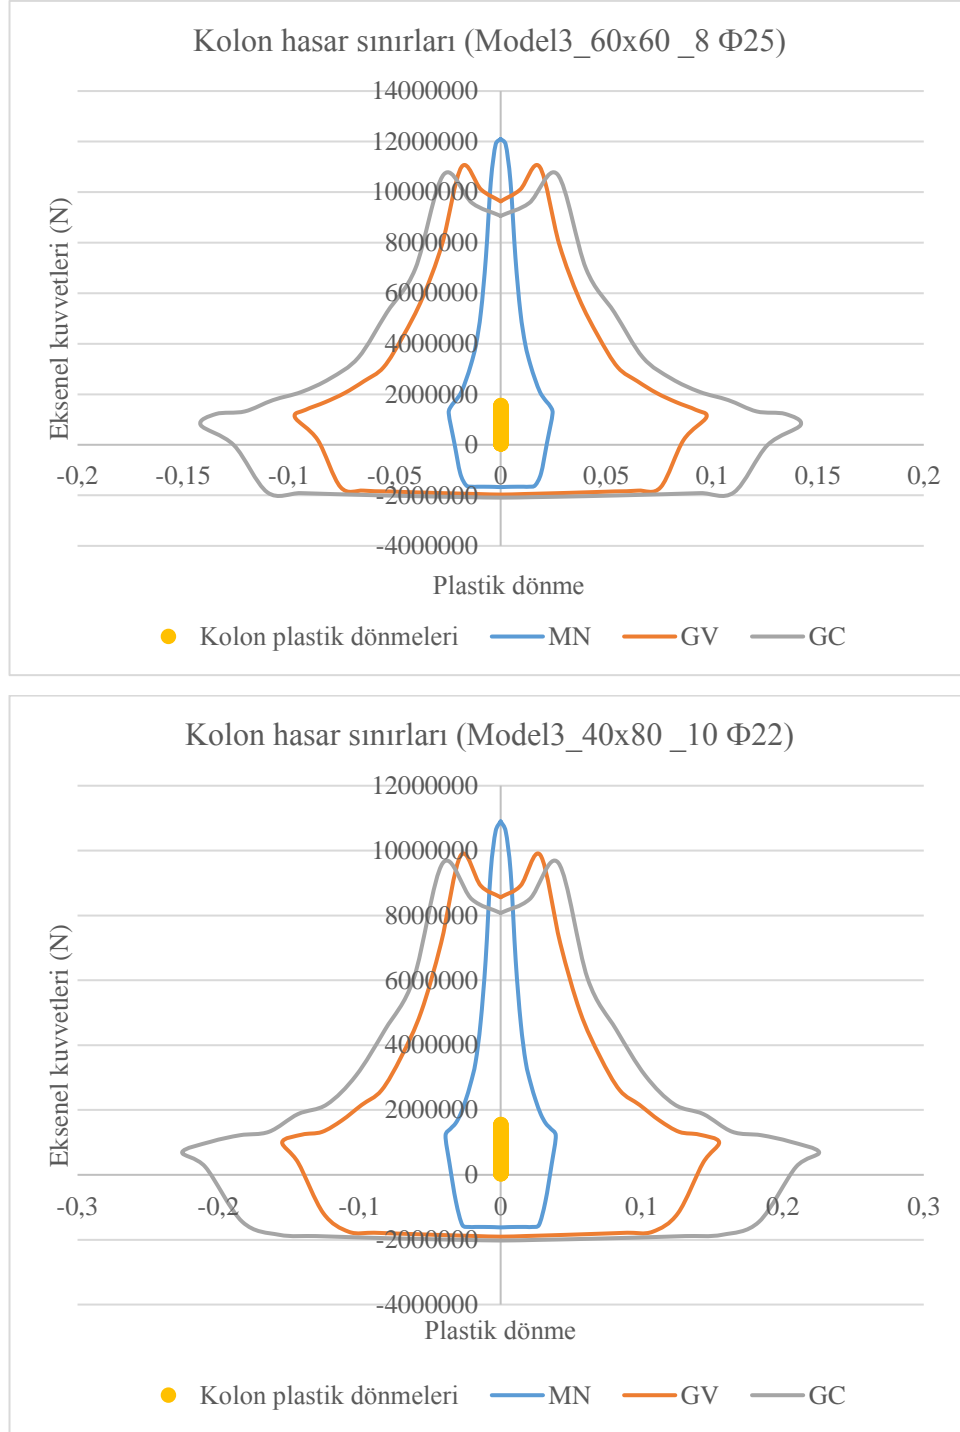 Kolon hasar sınırları (Model3_60x60 _8 Φ25)
14000000
12000000
10000000
8000000
6000000
4000000
2000000
0
-2000000
-4000000
-0,2 -0,15 -0,1 -0,05 0 0,05 0,1 0,15 0,2
Eksenel kuvvetleri (N)
Plastik dönme
Kolon plastik dönmeleri MN GV GC
Kolon hasar sınırları (Model3_40x80 _10 Φ22)
12000000
10000000
8000000
6000000
4000000
2000000
0
-2000000
-4000000
-0,3 -0,2 -0,1 0 0,1 0,2 0,3
Eksenel kuvvetleri (N)
Plastik dönme
Kolon plastik dönmeleri MN GV GC